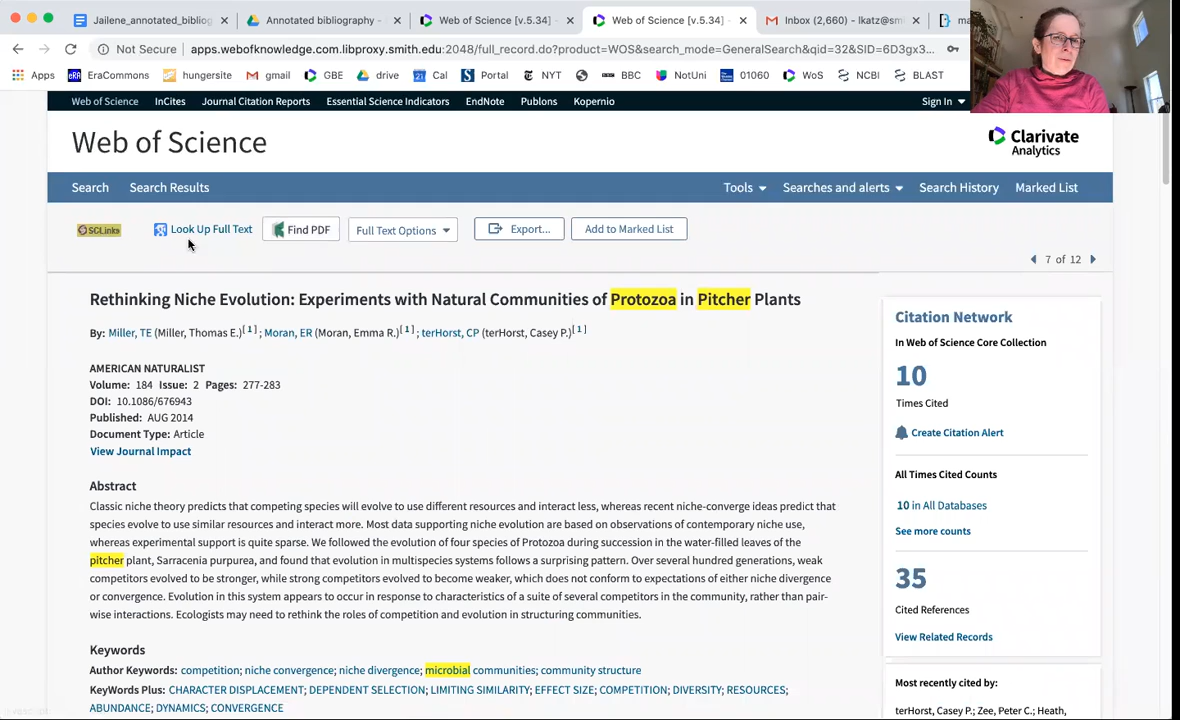 Jailene_annotated_bibliog
Annotated bibliography -
Web of Science [v.5.34] -
Web of Science [v.5.34] -
Inbox (2,660) - lkatz@smi
Not Secure
apps.webofknowledge.com.libproxy.smith.edu:2048/full_record.do?product=WOS&search_mode=GeneralSearch&qid=32&SID=6D3gx3...
Apps
EraCommons
hungersite
gmail
GBE
drive
Cal
Portal
NYT
BBC
NotUni
01060
WoS
NCBI
BLAST
Web of Science
InCites
Journal Citation Reports
Essential Science Indicators
EndNote
Publons
Kopernio
Sign In
Web of Science
Clarivate
Analytics
Search
Search Results
Tools
Searches and alerts
Search History
Marked List
Look Up Full Text
Find PDF
Full Text Options
Export...
Add to Marked List
7 of 12
Rethinking Niche Evolution: Experiments with Natural Communities of Protozoa in Pitcher Plants
By: Miller, TE (Miller, Thomas E.)[ 1 ] ; Moran, ER (Moran, Emma R.)[ 1 ] ; terHorst, CP (terHorst, Casey P.)[ 1 ]
AMERICAN NATURALIST
Volume: 184 Issue: 2 Pages: 277-283
DOI: 10.1086/676943
Published: AUG 2014
Document Type: Article
View Journal Impact
Abstract
Classic niche theory predicts that competing species will evolve to use different resources and interact less, whereas recent niche-converge ideas predict that
species evolve to use similar resources and interact more. Most data supporting niche evolution are based on observations of contemporary niche use,
whereas experimental support is quite sparse. We followed the evolution of four species of Protozoa during succession in the water-filled leaves of the
pitcher plant, Sarracenia purpurea, and found that evolution in multispecies systems follows a surprising pattern. Over several hundred generations, weak
competitors evolved to be stronger, while strong competitors evolved to become weaker, which does not conform to expectations of either niche divergence
or convergence. Evolution in this system appears to occur in response to characteristics of a suite of several competitors in the community, rather than pair-
wise interactions. Ecologists may need to rethink the roles of competition and evolution in structuring communities.
Keywords
Author Keywords: competition; niche convergence; niche divergence; microbial communities; community structure
KeyWords Plus: CHARACTER DISPLACEMENT; DEPENDENT SELECTION; LIMITING SIMILARITY; EFFECT SIZE; COMPETITION; DIVERSITY; RESOURCES;
ABUNDANCE; DYNAMICS; CONVERGENCE
Citation Network
In Web of Science Core Collection
10
Times Cited
Create Citation Alert
All Times Cited Counts
10 in All Databases
See more counts
35
Cited References
View Related Records
Most recently cited by:
terHorst, Casey P.; Zee, Peter C.; Heath,